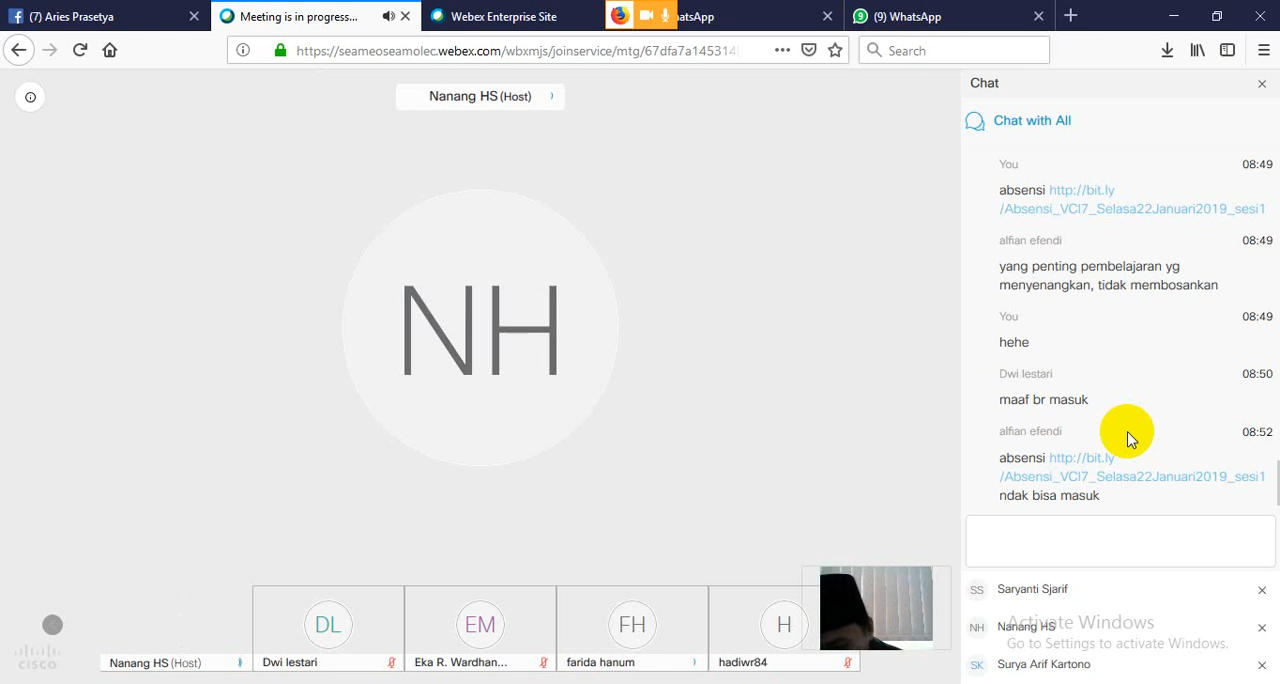 (7) Aries Prasetya
Meeting is in progress...
Webex Enterprise Site
atsApp
(9) WhatsApp
https://seameoseamolec.webex.com/wbxmjs/joinservice/mtg/67dfa7a145314
Search
Nanang HS (Host)
NH
Chat
Chat with All
You 08:49
absensi http://bit.ly
/Absensi_VCI7_Selasa22Januari2019_sesi1
alfian efendi 08:49
yang penting pembelajaran yg
menyenangkan, tidak membosankan
You 08:49
hehe
Dwi lestari 08:50
maaf br masuk
alfian efendi 08:52
absensi http://bit.ly
/Absensi_VCI7_Selasa22Januari2019_sesi1
ndak bisa masuk
SS Saryanti Sjarif
NH Nanang HS
SK Surya Arif Kartono
Activate Windows
Go to Settings to activate Windows.
DL
EM
FH
H
cisco
Nanang HS (Host)
Dwi lestari
Eka R. Wardhan...
farida hanum
hadiwr84